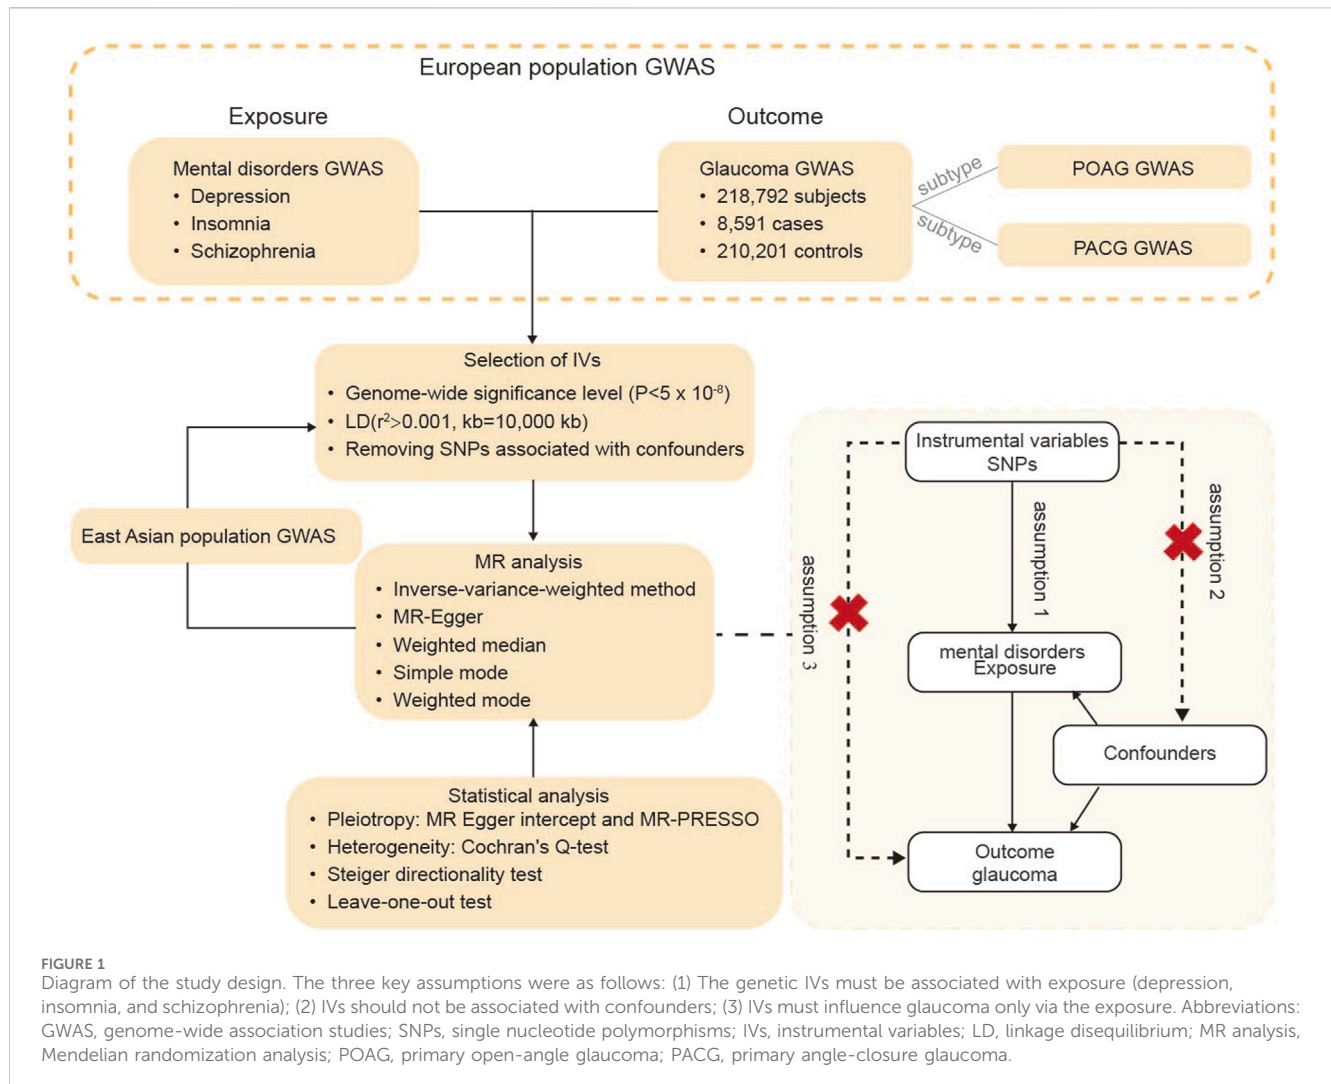 European population GWAS
Exposure
Outcome
Mental disorders GWAS
• Depression
• Insomnia
• Schizophrenia
Glaucoma GWAS
• 218,792 subjects
• 8,591 cases
• 210,201 controls
subtype
subtype
POAG GWAS
PACG GWAS
Selection of IVs
• Genome-wide significance level (P<5 x 10⁻⁸)
• LD(r²>0.001, kb=10,000 kb)
• Removing SNPs associated with confounders
East Asian population GWAS
MR analysis
• Inverse-variance-weighted method
• MR-Egger
• Weighted median
• Simple mode
• Weighted mode
Statistical analysis
• Pleiotropy: MR Egger intercept and MR-PRESSO
• Heterogeneity: Cochran's Q-test
• Steiger directionality test
• Leave-one-out test
Instrumental variables
SNPs
assumption 1
assumption 2
assumption 3
mental disorders
Exposure
Confounders
Outcome
glaucoma
FIGURE 1
Diagram of the study design. The three key assumptions were as follows: (1) The genetic IVs must be associated with exposure (depression,
insomnia, and schizophrenia); (2) IVs should not be associated with confounders; (3) IVs must influence glaucoma only via the exposure. Abbreviations:
GWAS, genome-wide association studies; SNPs, single nucleotide polymorphisms; IVs, instrumental variables; LD, linkage disequilibrium; MR analysis,
Mendelian randomization analysis; POAG, primary open-angle glaucoma; PACG, primary angle-closure glaucoma.